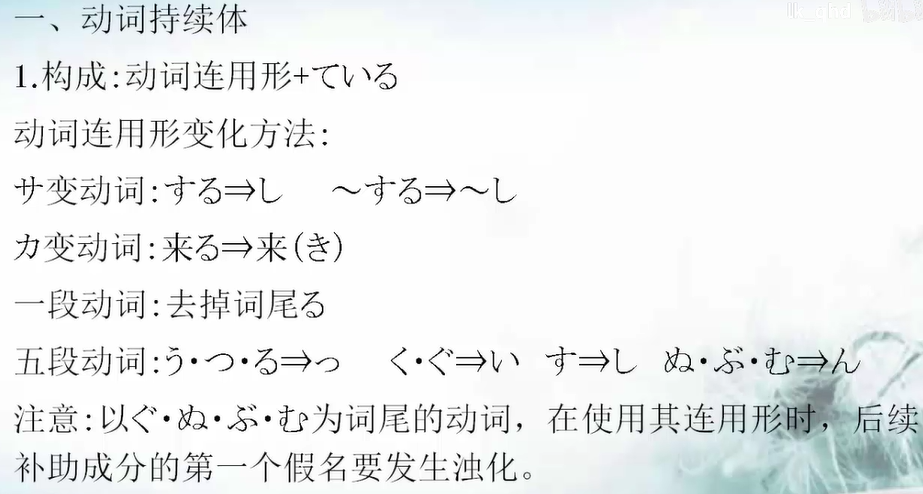 一、动词持续体
1.构成:动词连用形+ている
动词连用形变化方法:
サ变动词:する⇒し　～する⇒～し
カ变动词:来る⇒来(き)
一段动词:去掉词尾る
五段动词:う·つ·る⇒っ　く·ぐ⇒い　す⇒し　ぬ·ぶ·む⇒ん
注意:以ぐ·ぬ·ぶ·む为词尾的动词，在使用其连用形时，后续
补助成分的第一个假名要发生浊化。